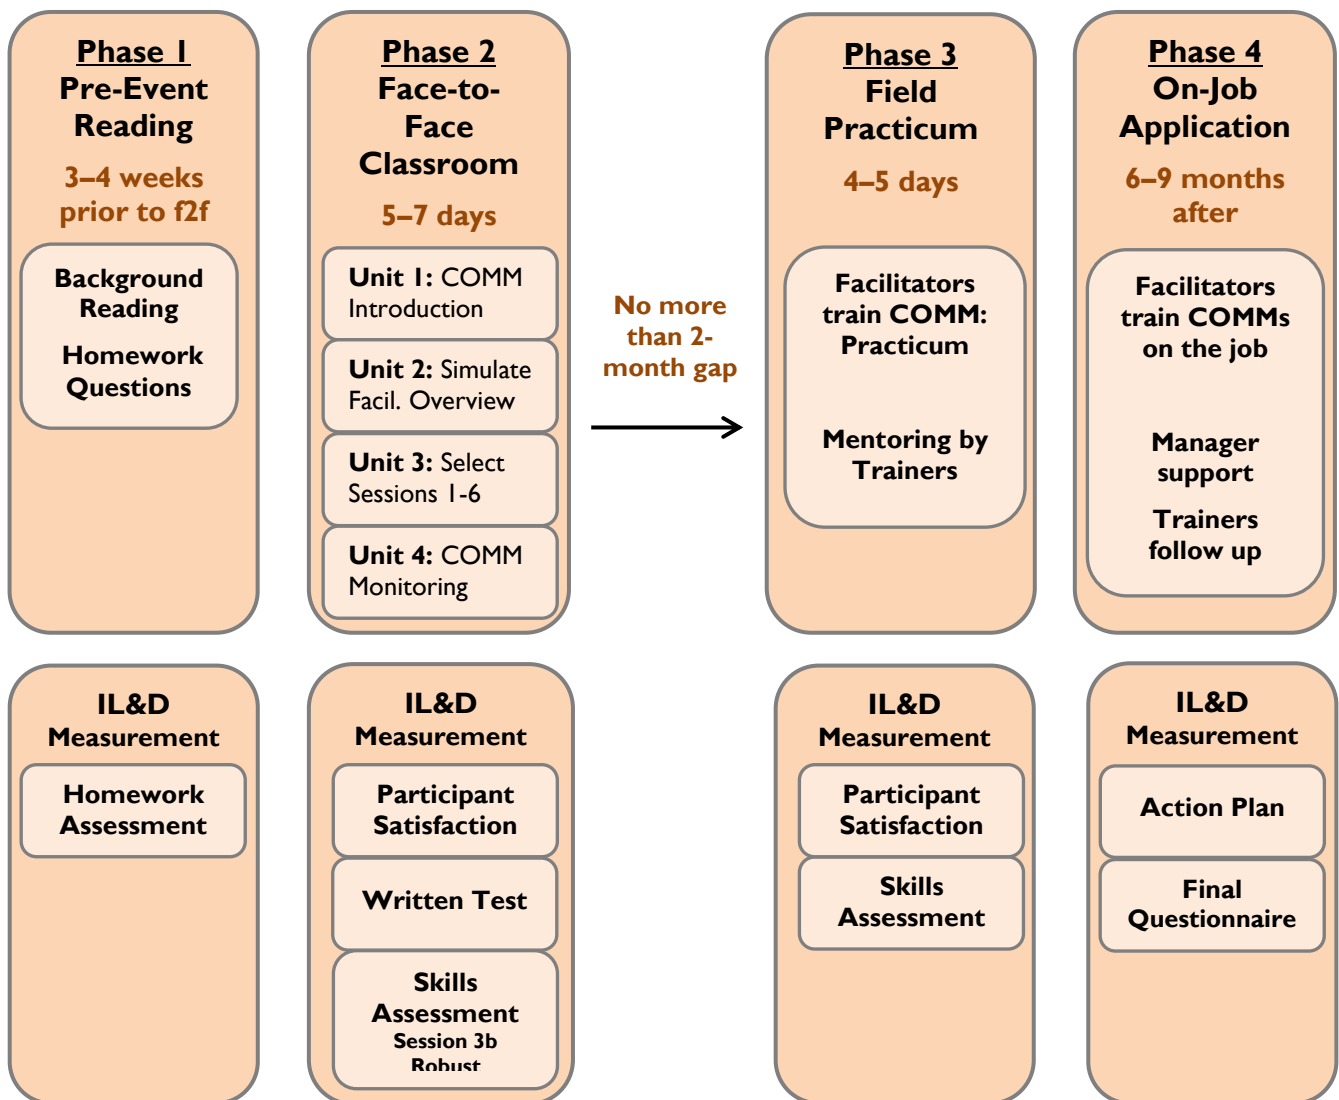 Phase 1
Pre-Event
Reading
3–4 weeks
prior to f2f
Background
Reading
Homework
Questions
Phase 2
Face-to-
Face
Classroom
5–7 days
Unit 1: COMM
Introduction
Unit 2: Simulate
Facil. Overview
Unit 3: Select
Sessions 1-6
Unit 4: COMM
Monitoring
No more
than 2-
month gap
Phase 3
Field
Practicum
4–5 days
Facilitators
train COMM:
Practicum
Mentoring by
Trainers
Phase 4
On-Job
Application
6–9 months
after
Facilitators
train COMMs
on the job
Manager
support
Trainers
follow up
IL&D
Measurement
Homework
Assessment
IL&D
Measurement
Participant
Satisfaction
Written Test
Skills
Assessment
Session 3b
Robust
IL&D
Measurement
Participant
Satisfaction
Skills
Assessment
IL&D
Measurement
Action Plan
Final
Questionnaire